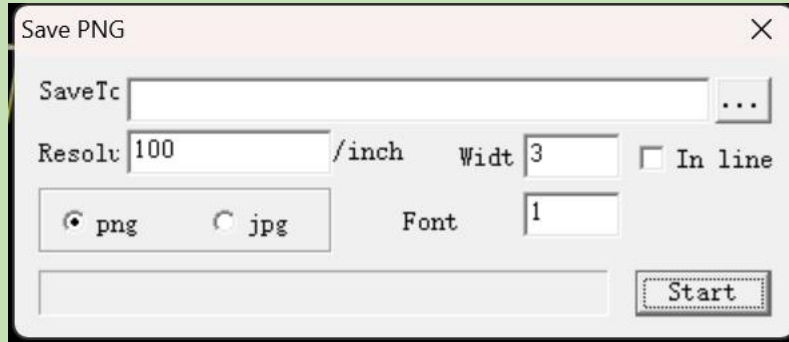 Save PNG
SaveTc
...
Resolu 100 /inch Widt 3 In line
png jpg Font 1
Start